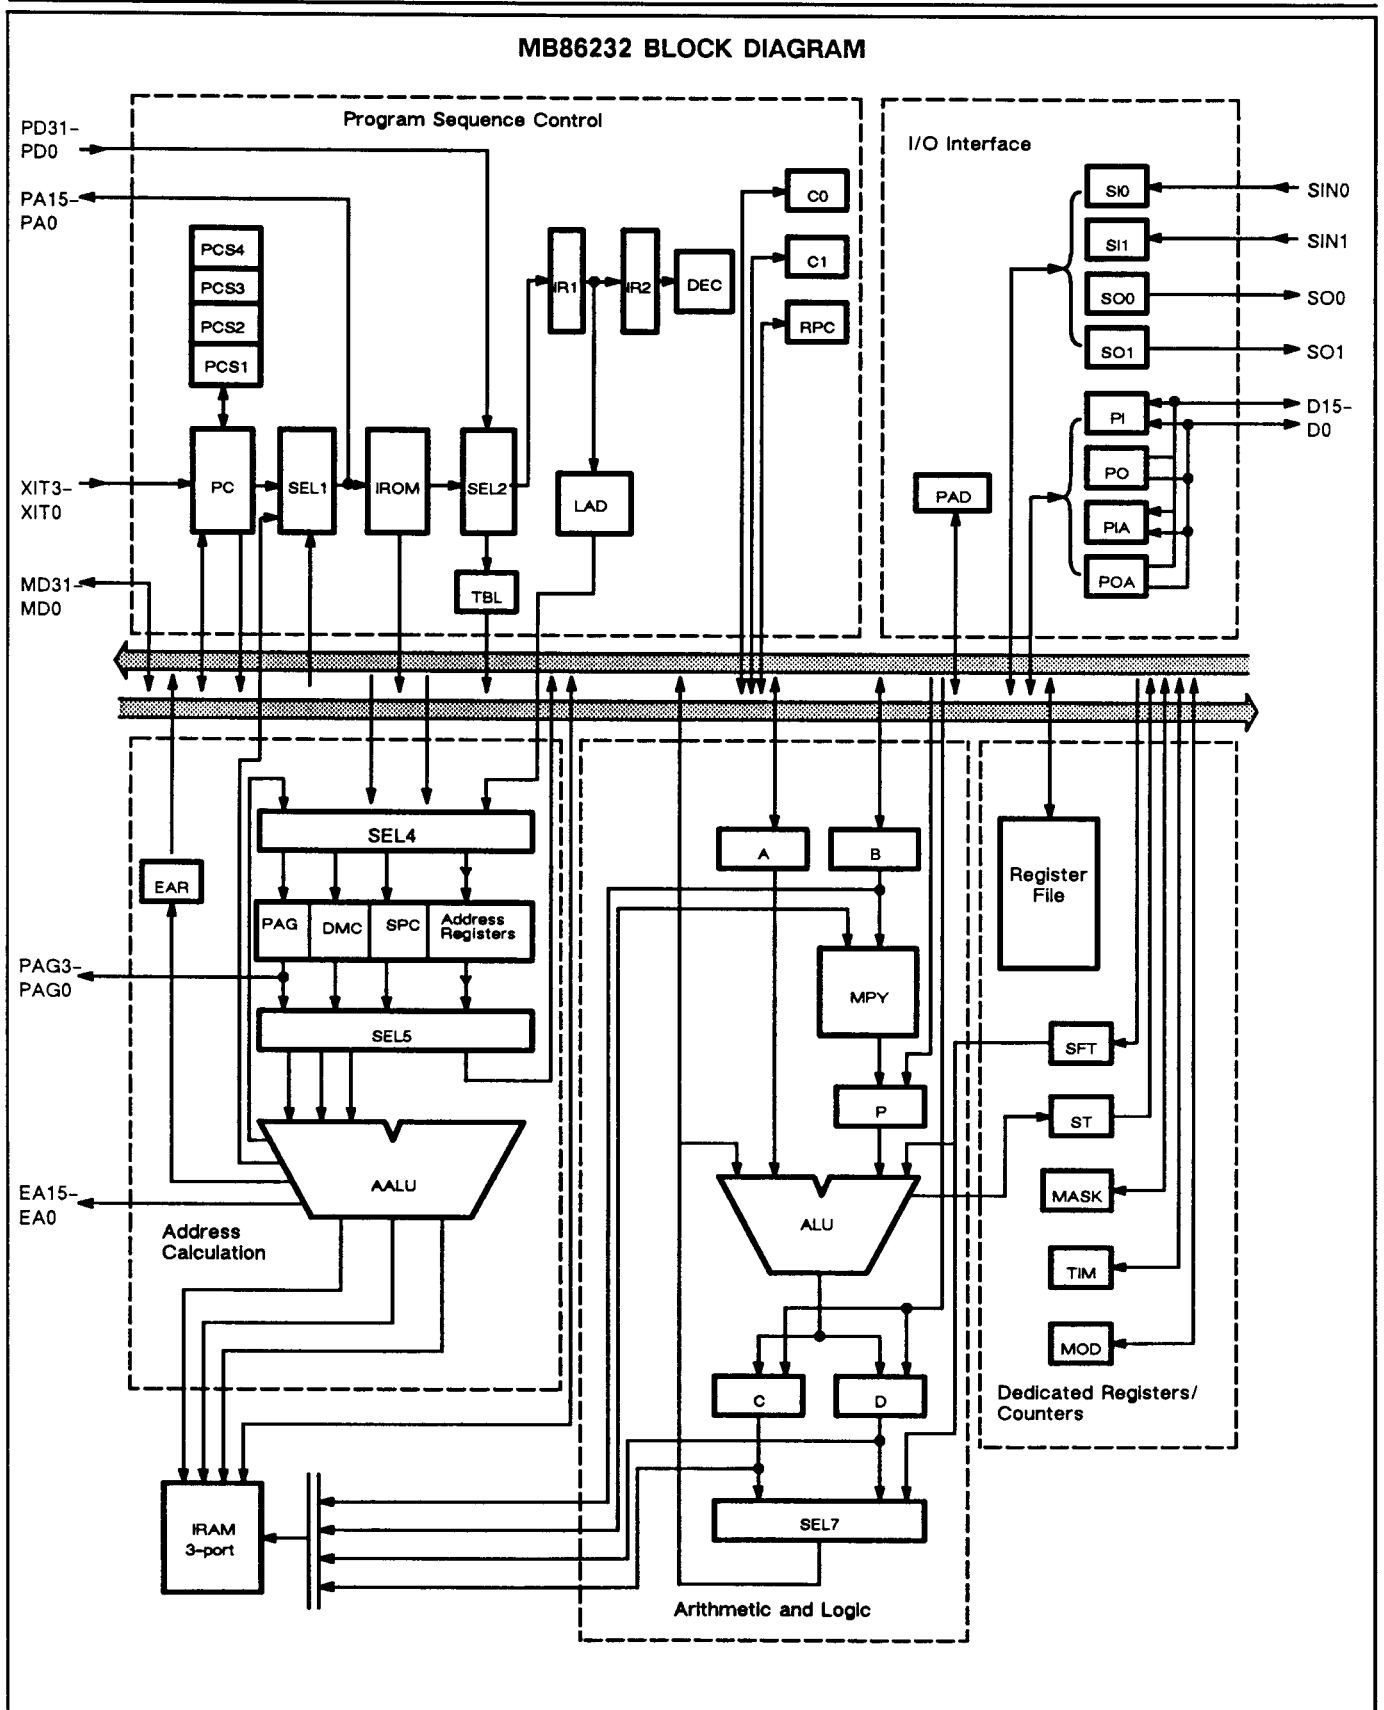 MB86232 BLOCK DIAGRAM
Program Sequence Control
I/O Interface
PD31-
PD0
PA15-
PA0
C0
SI0
SIN0
PCS4
C1
SI1
SIN1
PCS3
IR1
IR2
DEC
SO0
SO0
PCS2
RPC
PCS1
SO1
SO1
PI
D15-
D0
XIT3-
XIT0
PC
SEL1
IROM
SEL2
LAD
PAD
PO
PIA
MD31-
MD0
TBL
POA
SEL4
A
B
EAR
Register
File
PAG
DMC
SPC
Address
Registers
PAG3-
PAG0
MPY
SEL5
SFT
P
ST
AALU
EA15-
EA0
MASK
Address
Calculation
ALU
TIM
MOD
C
D
Dedicated Registers/
Counters
IRAM
3-port
SEL7
Arithmetic and Logic